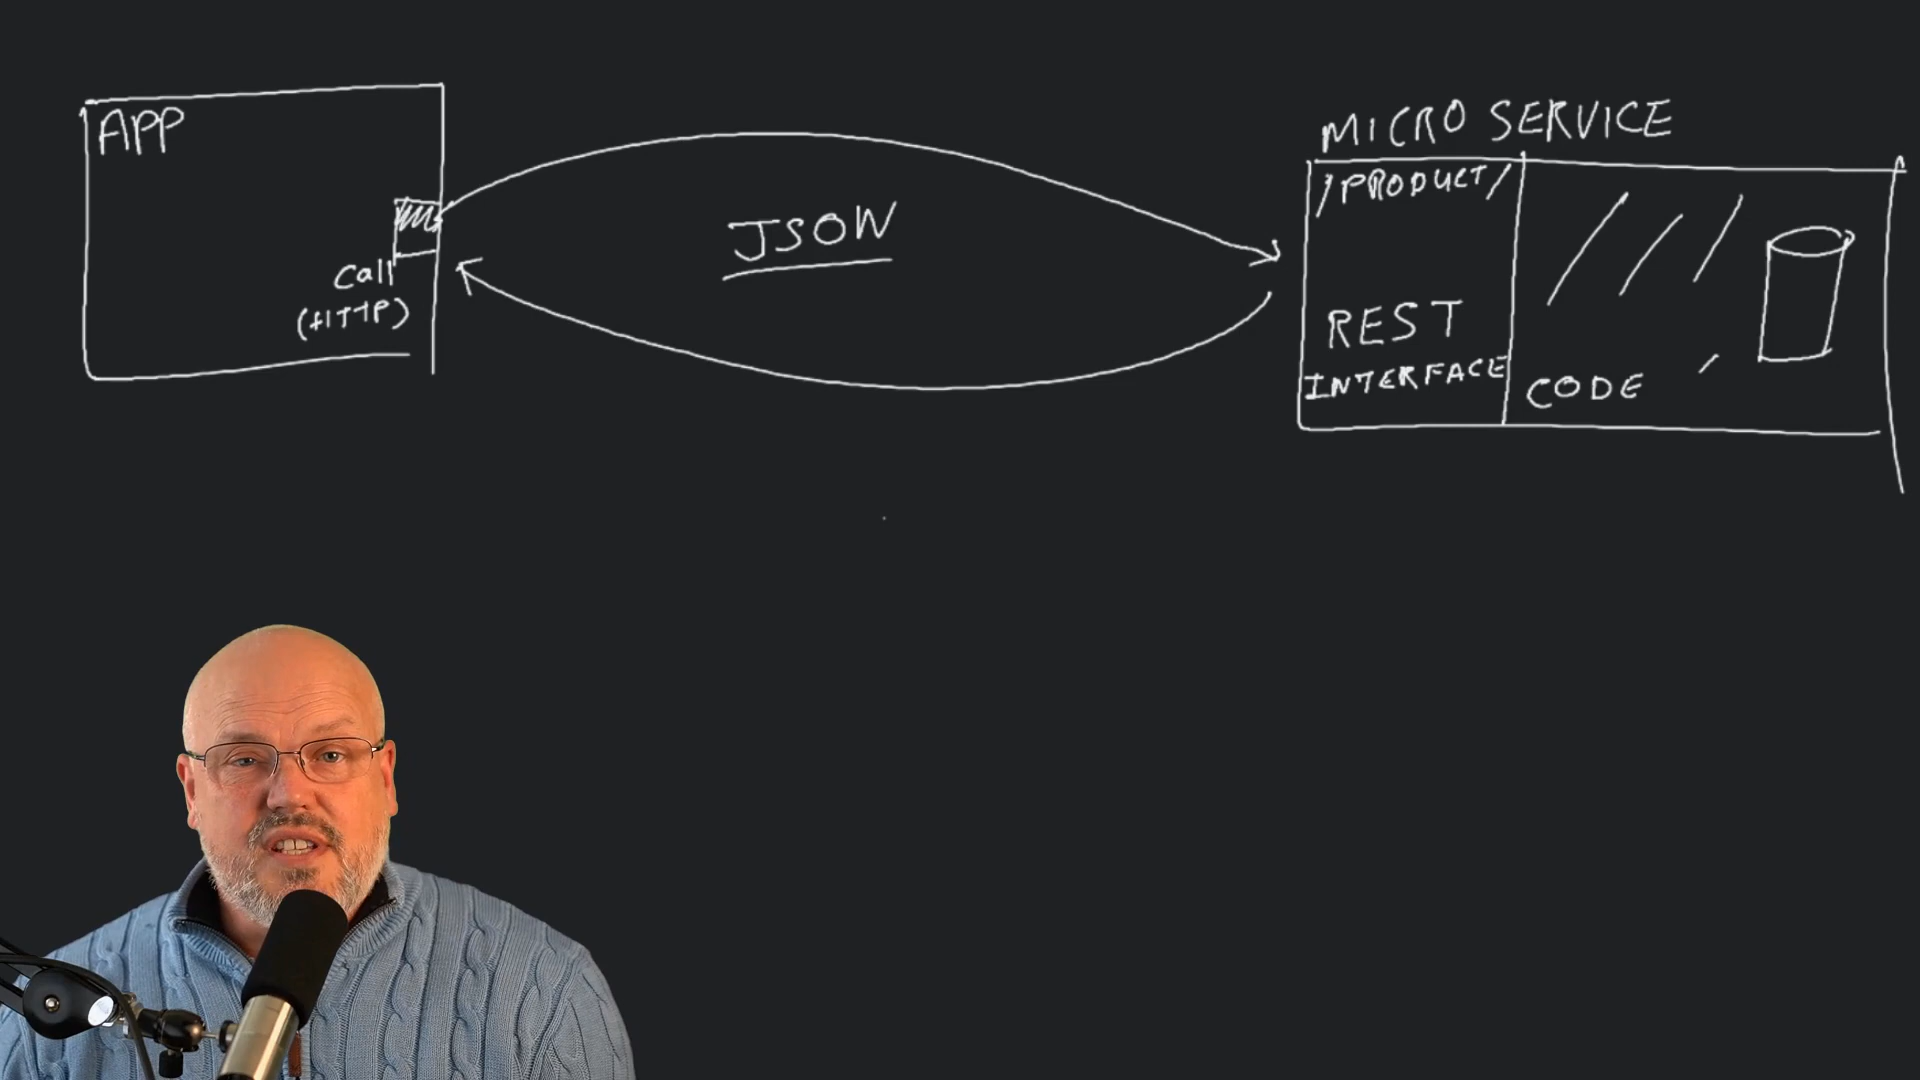 APP
Call
(HTTP)
JSON
MICRO SERVICE
/PRODUCT/
REST
INTERFACE
CODE